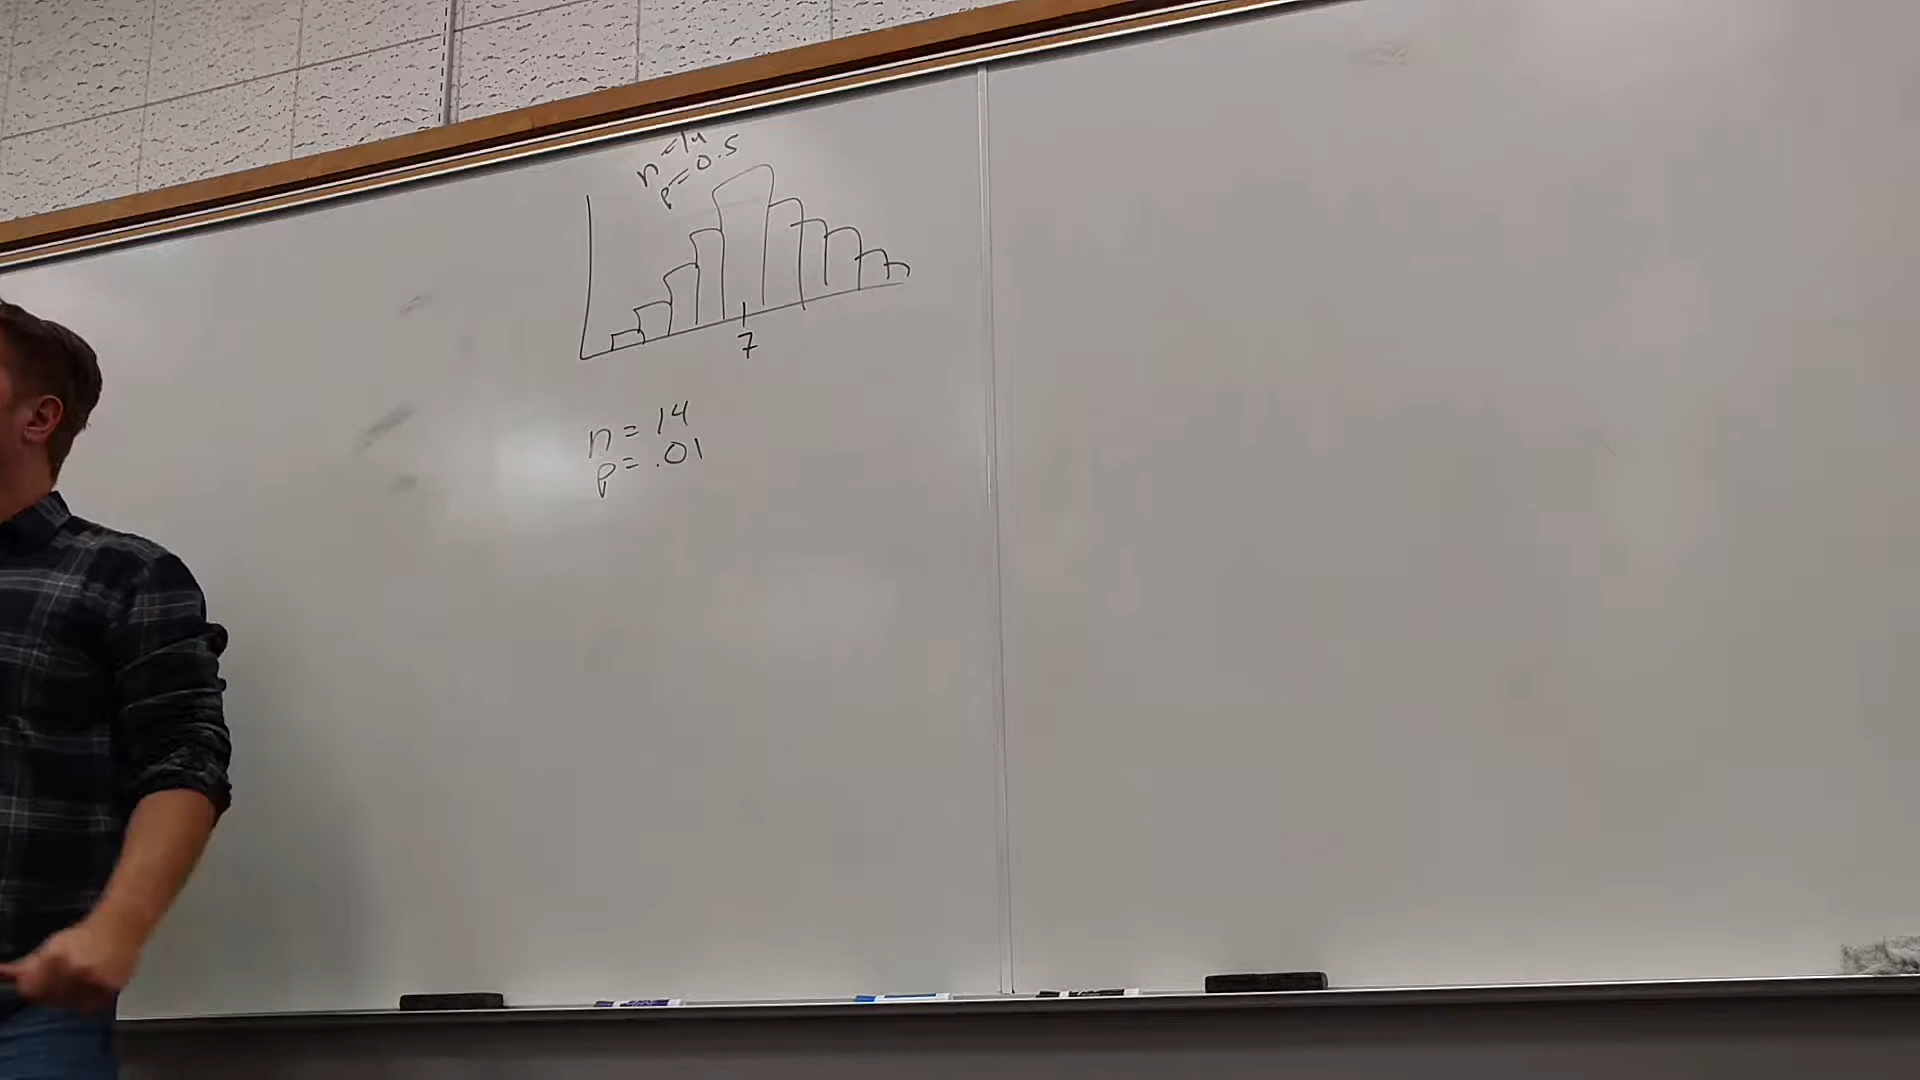 n=14
p=0.5
7
n = 14
p = .01